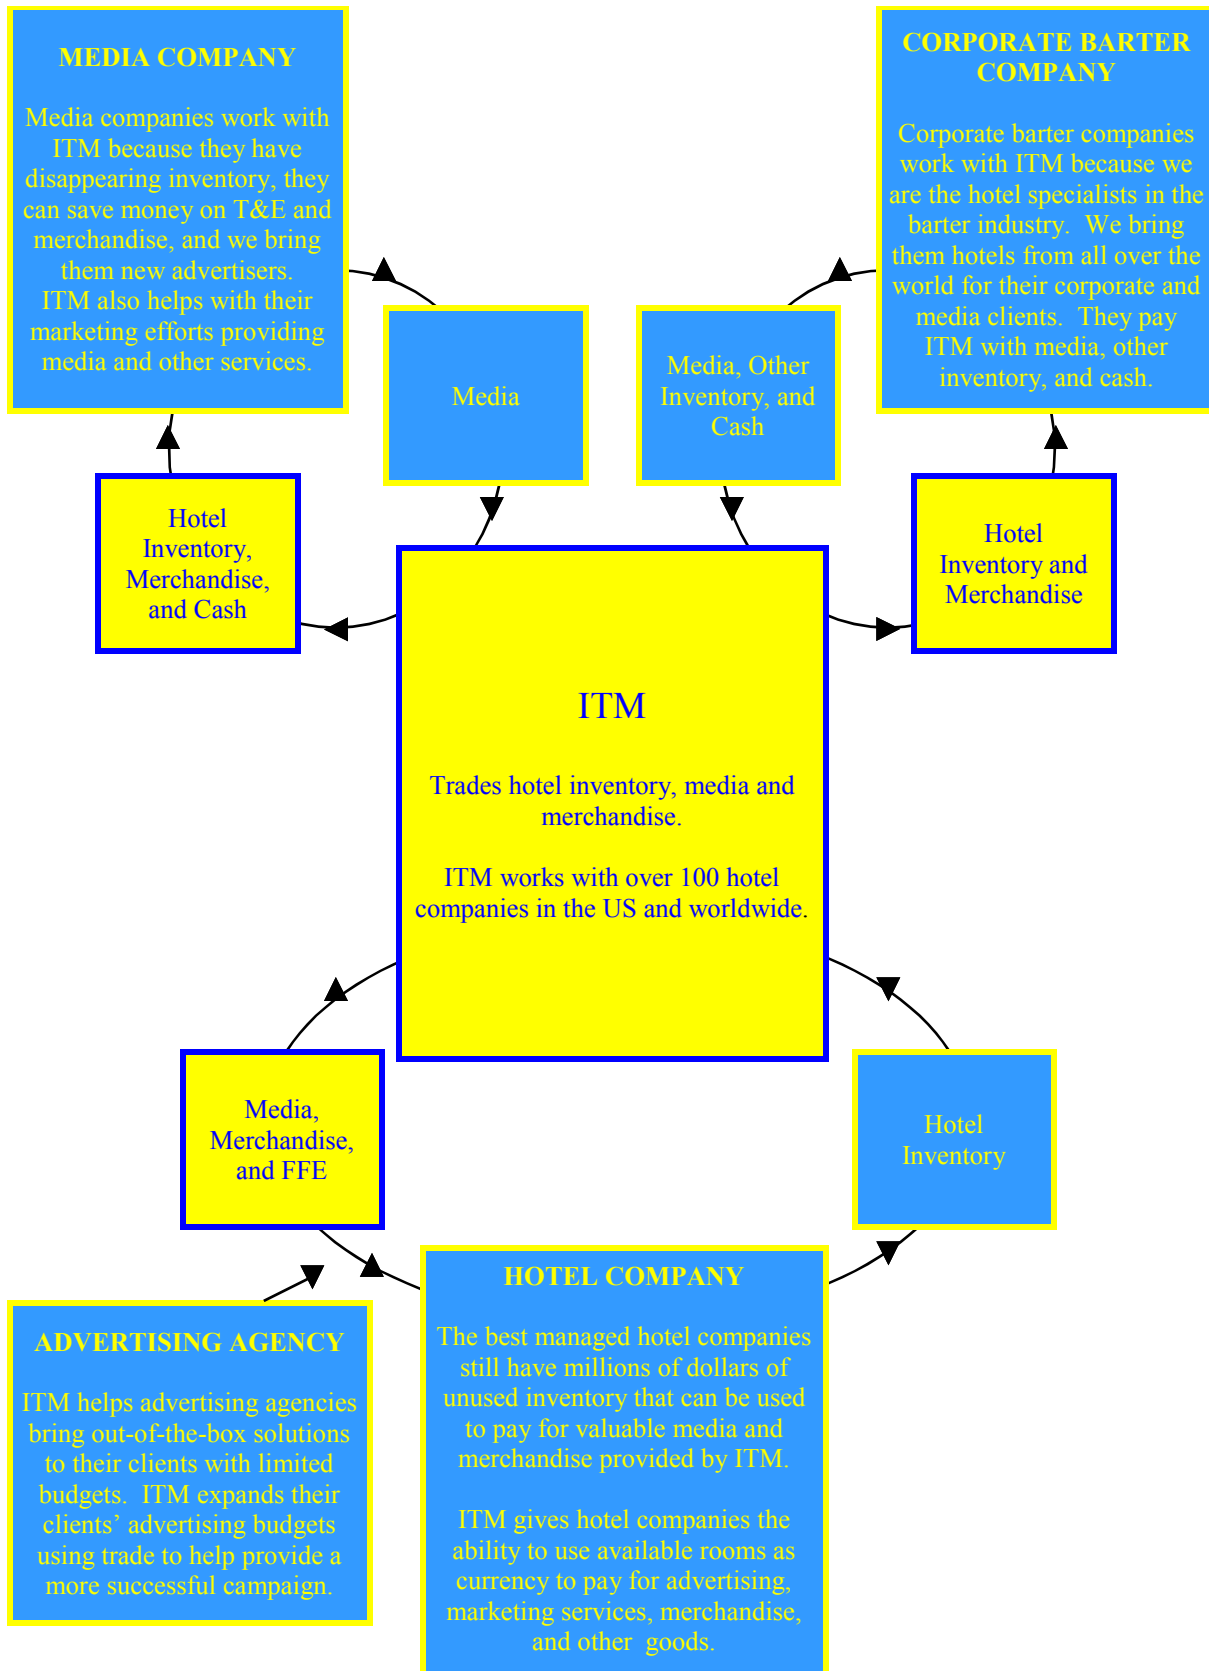 MEDIA COMPANY
Media companies work with
ITM because they have
disappearing inventory, they
can save money on T&E and
merchandise, and we bring
them new advertisers.
ITM also helps with their
marketing efforts providing
media and other services.
CORPORATE BARTER
COMPANY
Corporate barter companies
work with ITM because we
are the hotel specialists in the
barter industry.  We bring
them hotels from all over the
world for their corporate and
media clients.  They pay
ITM with media, other
inventory, and cash.
Media
Media, Other
Inventory, and
Cash
Hotel
Inventory,
Merchandise,
and Cash
Hotel
Inventory and
Merchandise
ITM
Trades hotel inventory, media and
merchandise.
ITM works with over 100 hotel
companies in the US and worldwide.
Media,
Merchandise,
and FFE
Hotel
Inventory
ADVERTISING AGENCY
ITM helps advertising agencies
bring out-of-the-box solutions
to their clients with limited
budgets.  ITM expands their
clients’ advertising budgets
using trade to help provide a
more successful campaign.
HOTEL COMPANY
The best managed hotel companies
still have millions of dollars of
unused inventory that can be used
to pay for valuable media and
merchandise provided by ITM.
ITM gives hotel companies the
ability to use available rooms as
currency to pay for advertising,
marketing services, merchandise,
and other  goods.